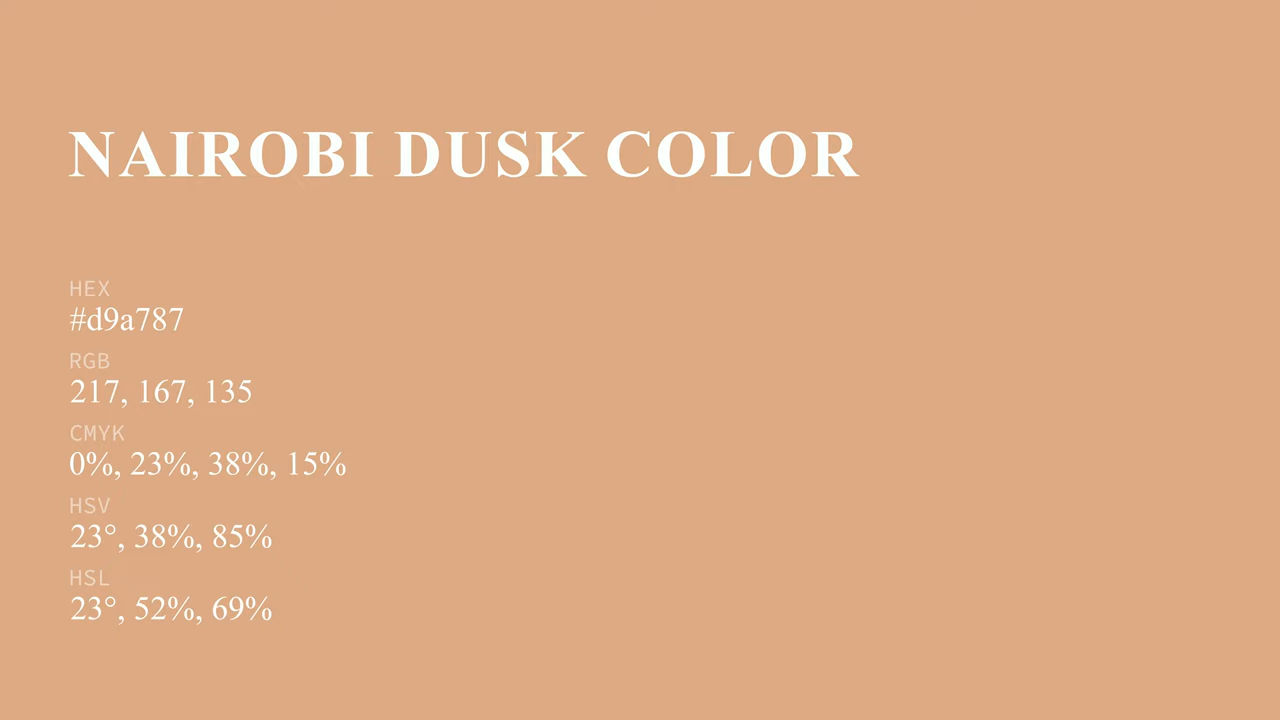 NAIROBI DUSK COLOR
HEX
#d9a787
RGB
217, 167, 135
CMYK
0%, 23%, 38%, 15%
HSV
23°, 38%, 85%
HSL
23°, 52%, 69%